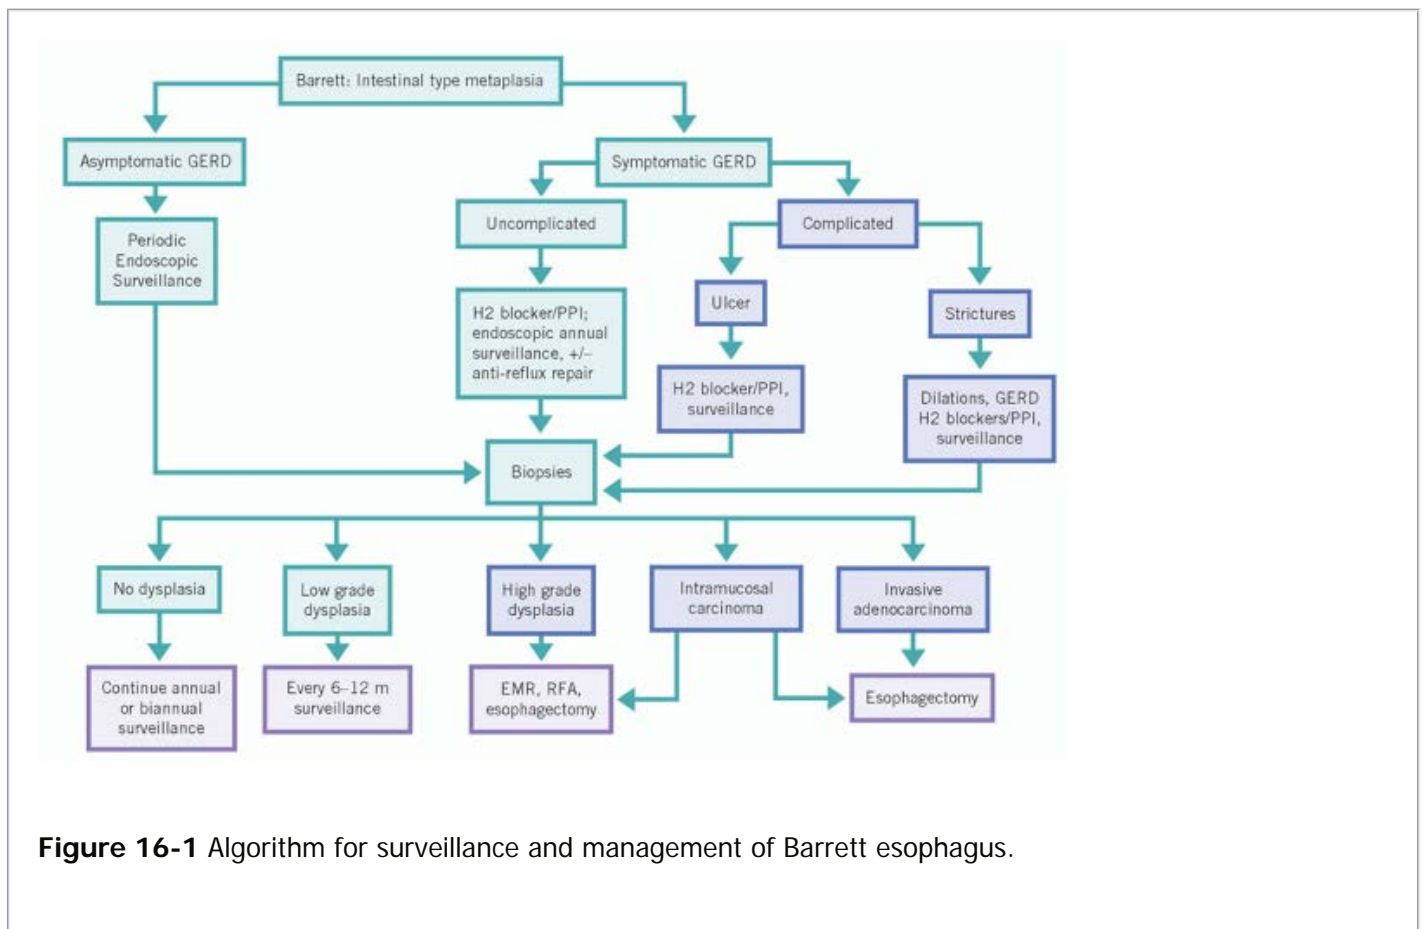 Barrett: Intestinal type metaplasia
Asymptomatic GERD
Symptomatic GERD
Periodic
Endoscopic
Surveillance
Uncomplicated
Complicated
H2 blocker/PPI;
endoscopic annual
surveillance, +/–
anti-reflux repair
Ulcer
Strictures
H2 blocker/PPI,
surveillance
Dilations, GERD
H2 blockers/PPI,
surveillance
Biopsies
No dysplasia
Low grade
dysplasia
High grade
dysplasia
Intramucosal
carcinoma
Invasive
adenocarcinoma
Continue annual
or biannual
surveillance
Every 6–12 m
surveillance
EMR, RFA,
esophagectomy
Esophagectomy
Figure 16-1 Algorithm for surveillance and management of Barrett esophagus.